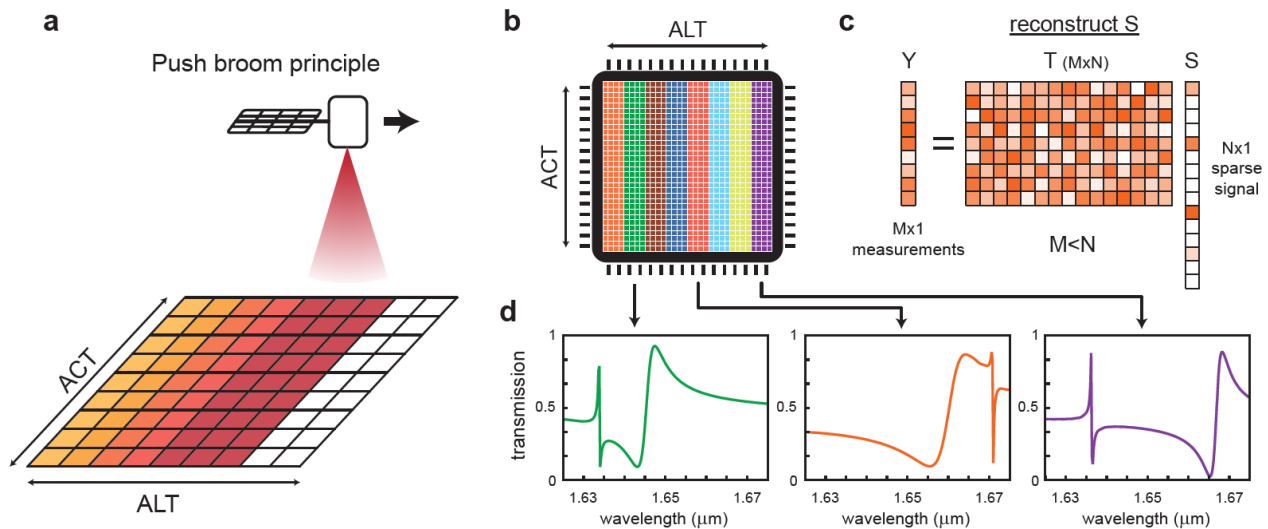 a
Push broom principle
ACT
ALT
b
ALT
ACT
c
reconstruct S
Y
T (MxN)
S
=
Nx1
sparse
signal
Mx1
measurements
M<N
d
transmission
1
0.5
0
1.63
1.65
1.67
wavelength (μm)
1
0.5
0
1.63
1.65
1.67
wavelength (μm)
1
0.5
0
1.63
1.65
1.67
wavelength (μm)